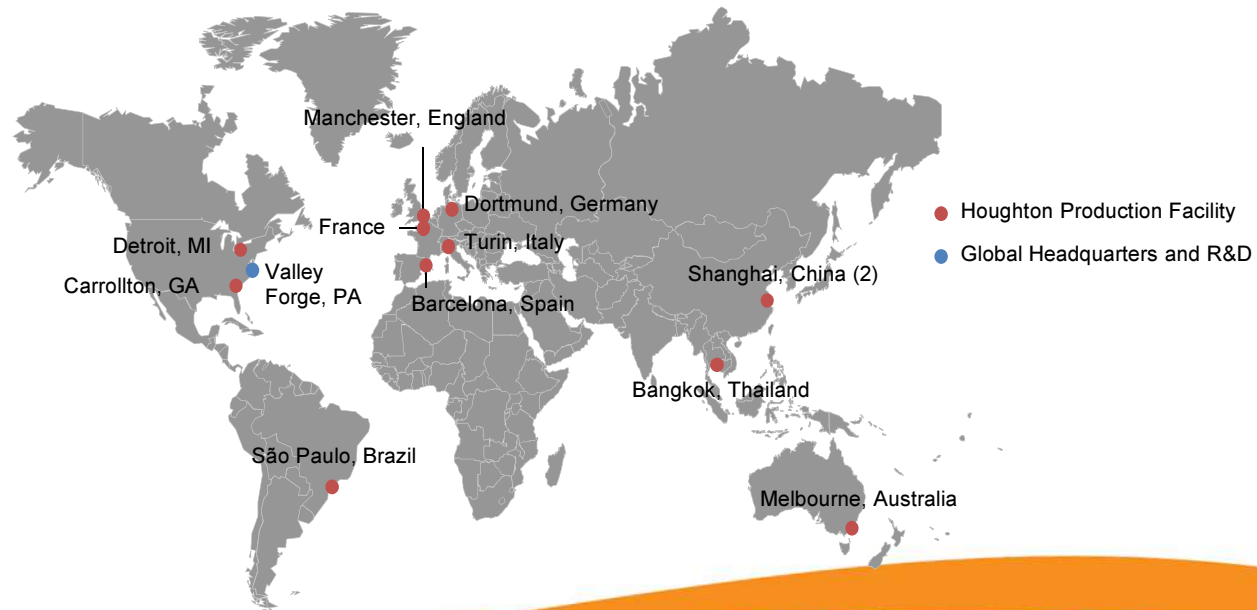 Manchester, England
Dortmund, Germany
France
Turin, Italy
Detroit, MI
Carrollton, GA
Valley
Forge, PA
Barcelona, Spain
Shanghai, China (2)
Bangkok, Thailand
São Paulo, Brazil
Melbourne, Australia
Houghton Production Facility
Global Headquarters and R&D